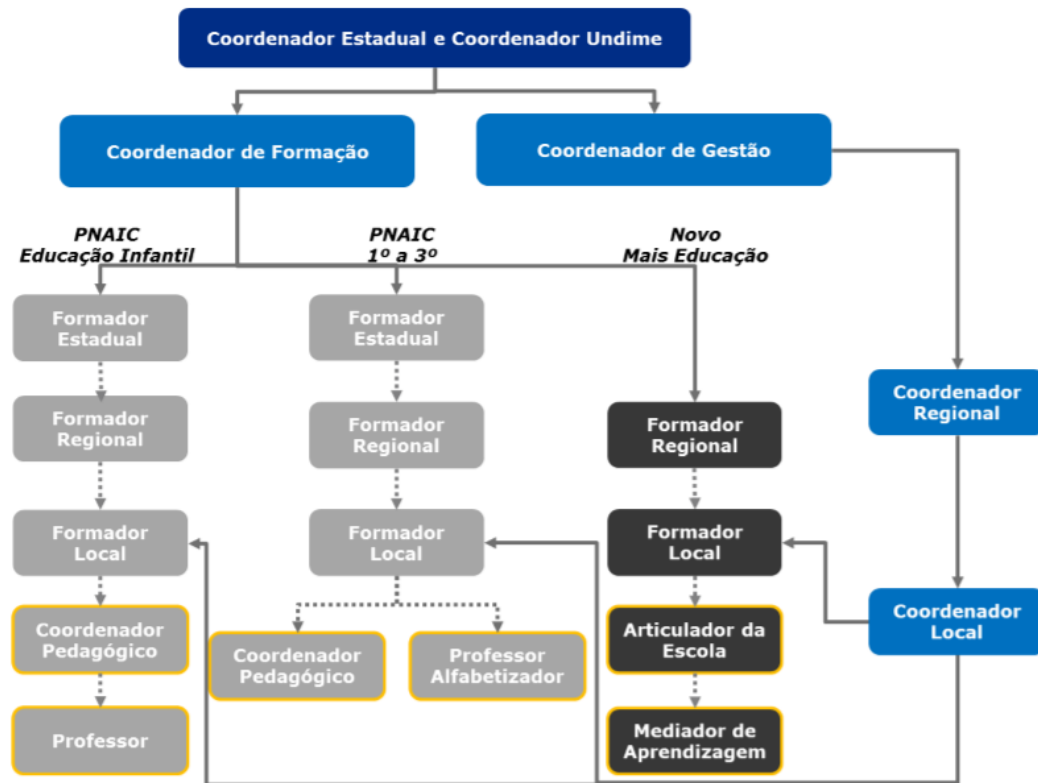 Coordenador Estadual e Coordenador Undime
Coordenador de Formação
Coordenador de Gestão
PNAIC
Educação Infantil
PNAIC
1º a 3º
Novo
Mais Educação
Formador
Estadual
Formador
Estadual
Formador
Regional
Formador
Regional
Formador
Regional
Coordenador
Regional
Formador
Local
Formador
Local
Formador
Local
Coordenador
Pedagógico
Coordenador
Pedagógico
Professor
Alfabetizador
Articulador da
Escola
Coordenador
Local
Professor
Mediador de
Aprendizagem